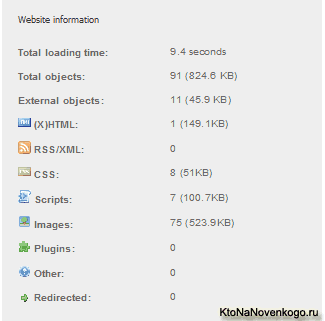 Website information
Total loading time: 9.4 seconds
Total objects: 91 (824.6 KB)
External objects: 11 (45.9 KB)
(X)HTML: 1 (149.1KB)
RSS/XML: 0
CSS: 8 (51KB)
Scripts: 7 (100.7KB)
Images: 75 (523.9KB)
Plugins: 0
Other: 0
Redirected: 0
KtoNaNovenkogo.ru